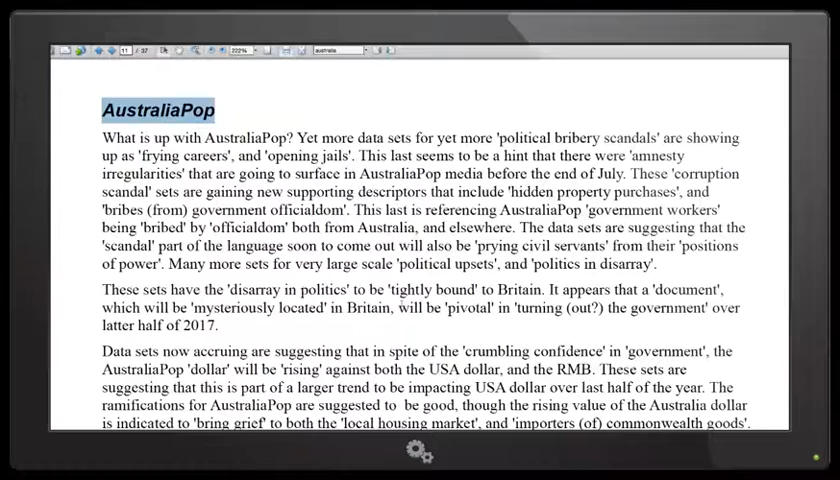 11 / 37
222%
australia
AustraliaPop
What is up with AustraliaPop? Yet more data sets for yet more 'political bribery scandals' are showing
up as 'frying careers', and 'opening jails'. This last seems to be a hint that there were 'amnesty
irregularities' that are going to surface in AustraliaPop media before the end of July. These 'corruption
scandal' sets are gaining new supporting descriptors that include 'hidden property purchases', and
'bribes (from) government officialdom'. This last is referencing AustraliaPop 'government workers'
being 'bribed' by 'officialdom' both from Australia, and elsewhere. The data sets are suggesting that the
'scandal' part of the language soon to come out will also be 'prying civil servants' from their 'positions
of power'. Many more sets for very large scale 'political upsets', and 'politics in disarray'.
These sets have the 'disarray in politics' to be 'tightly bound' to Britain. It appears that a 'document',
which will be 'mysteriously located' in Britain, will be 'pivotal' in 'turning (out?) the government' over
latter half of 2017.
Data sets now accruing are suggesting that in spite of the 'crumbling confidence' in 'government', the
AustraliaPop 'dollar' will be 'rising' against both the USA dollar, and the RMB. These sets are
suggesting that this is part of a larger trend to be impacting USA dollar over last half of the year. The
ramifications for AustraliaPop are suggested to be good, though the rising value of the Australia dollar
is indicated to 'bring grief' to both the 'local housing market', and 'importers (of) commonwealth goods'.